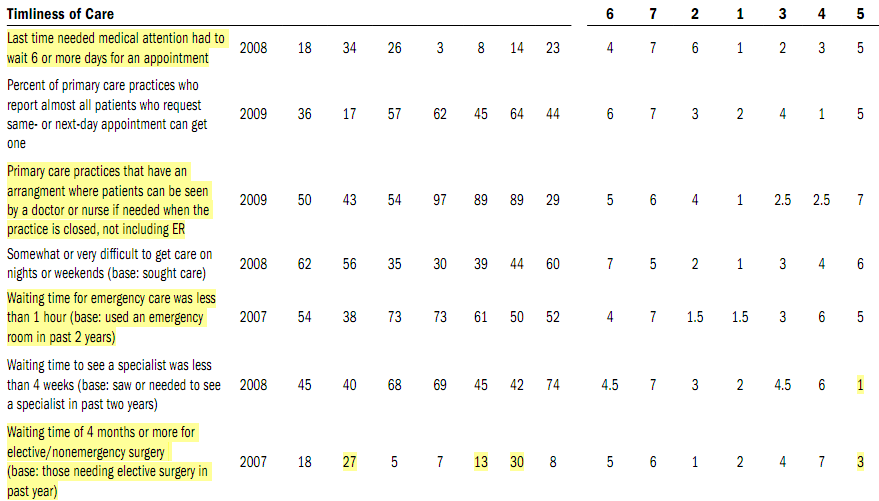 Timliness of Care 6 7 2 1 3 4 5
Last time needed medical attention had to
wait 6 or more days for an appointment 2008 18 34 26 3 8 14 23 4 7 6 1 2 3 5
Percent of primary care practices who
report almost all patients who request
same- or next-day appointment can get
one 2009 36 17 57 62 45 64 44 6 7 3 2 4 1 5
Primary care practices that have an
arrangment where patients can be seen
by a doctor or nurse if needed when the
practice is closed, not including ER 2009 50 43 54 97 89 89 29 5 6 4 1 2.5 2.5 7
Somewhat or very difficult to get care on
nights or weekends (base: sought care) 2008 62 56 35 30 39 44 60 7 5 2 1 3 4 6
Waiting time for emergency care was less
than 1 hour (base: used an emergency
room in past 2 years) 2007 54 38 73 73 61 50 52 4 7 1.5 1.5 3 6 5
Waiting time to see a specialist was less
than 4 weeks (base: saw or needed to see
a specialist in past two years) 2008 45 40 68 69 45 42 74 4.5 7 3 2 4.5 6 1
Waiting time of 4 months or more for
elective/nonemergency surgery
(base: those needing elective surgery in
past year) 2007 18 27 5 7 13 30 8 5 6 1 2 4 7 3